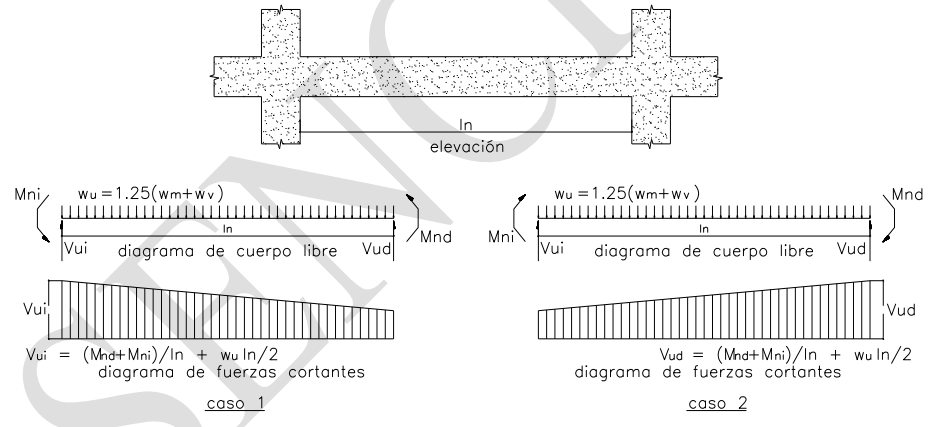 SENCI
ln
elevación
Mni
wu=1.25(wm+wv)
Mnd
ln
Vui
diagrama de cuerpo libre
Vud
Vui
Vui = (Mnd+Mni)/ln + wu ln/2
diagrama de fuerzas cortantes
caso 1
Mni
wu=1.25(wm+wv)
Mnd
ln
Vui
diagrama de cuerpo libre
Vud
Vud
Vud = (Mnd+Mni)/ln + wu ln/2
diagrama de fuerzas cortantes
caso 2